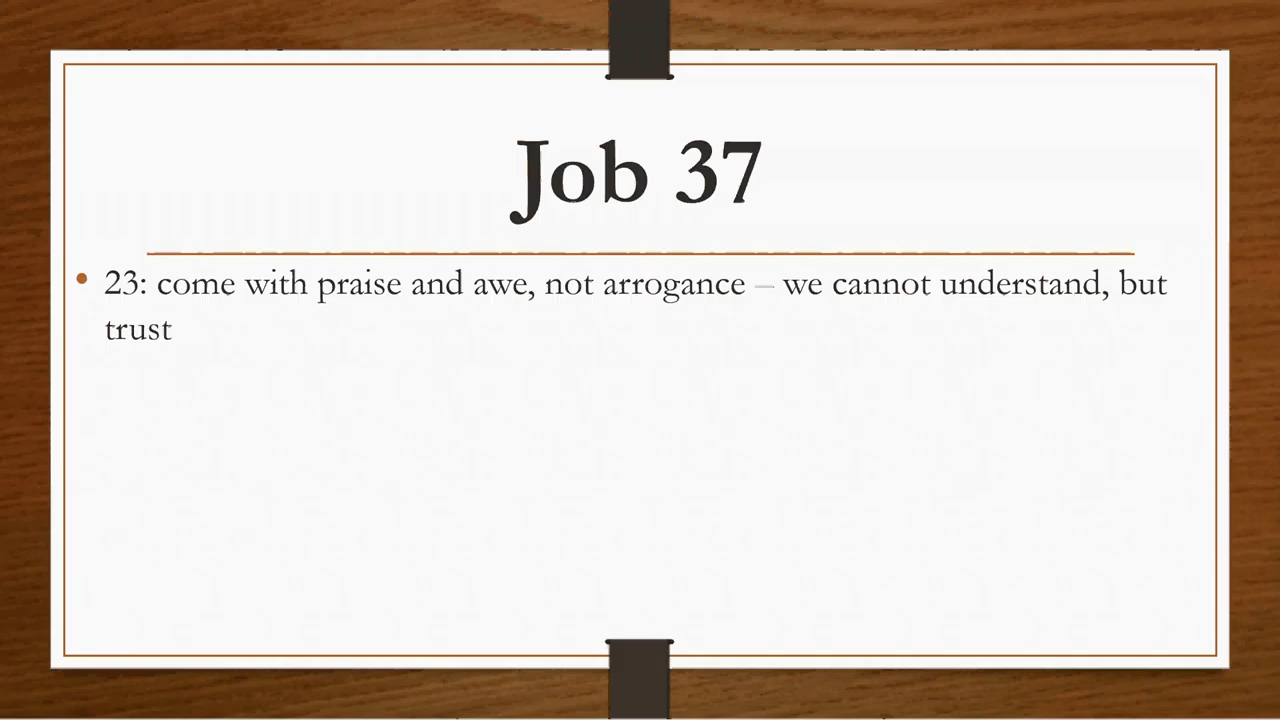 Job 37
• 23: come with praise and awe, not arrogance – we cannot understand, but
trust